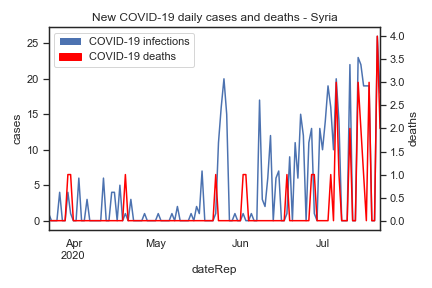 New COVID-19 daily cases and deaths - Syria
COVID-19 infections
COVID-19 deaths
25
20
15
10
5
0
cases
4.0
3.5
3.0
2.5
2.0
1.5
1.0
0.5
0.0
deaths
Apr
2020
May
Jun
Jul
dateRep